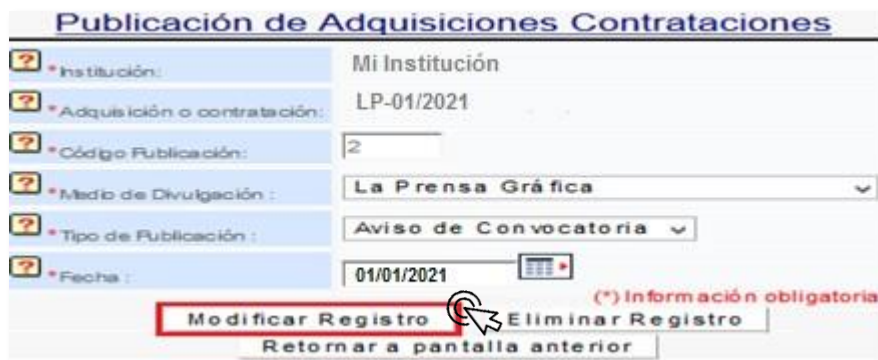 Publicación de Adquisiciones Contrataciones
? * Institución: Mi Institución
? * Adquisición o contratación: LP-01/2021
? * Código Publicación: 2
? * Medio de Divulgación : La Prensa Gráfica
? * Tipo de Publicación : Aviso de Convocatoria
? * Fecha : 01/01/2021
(*) Información obligatoria
Modificar Registro Eliminar Registro
Retornar a pantalla anterior